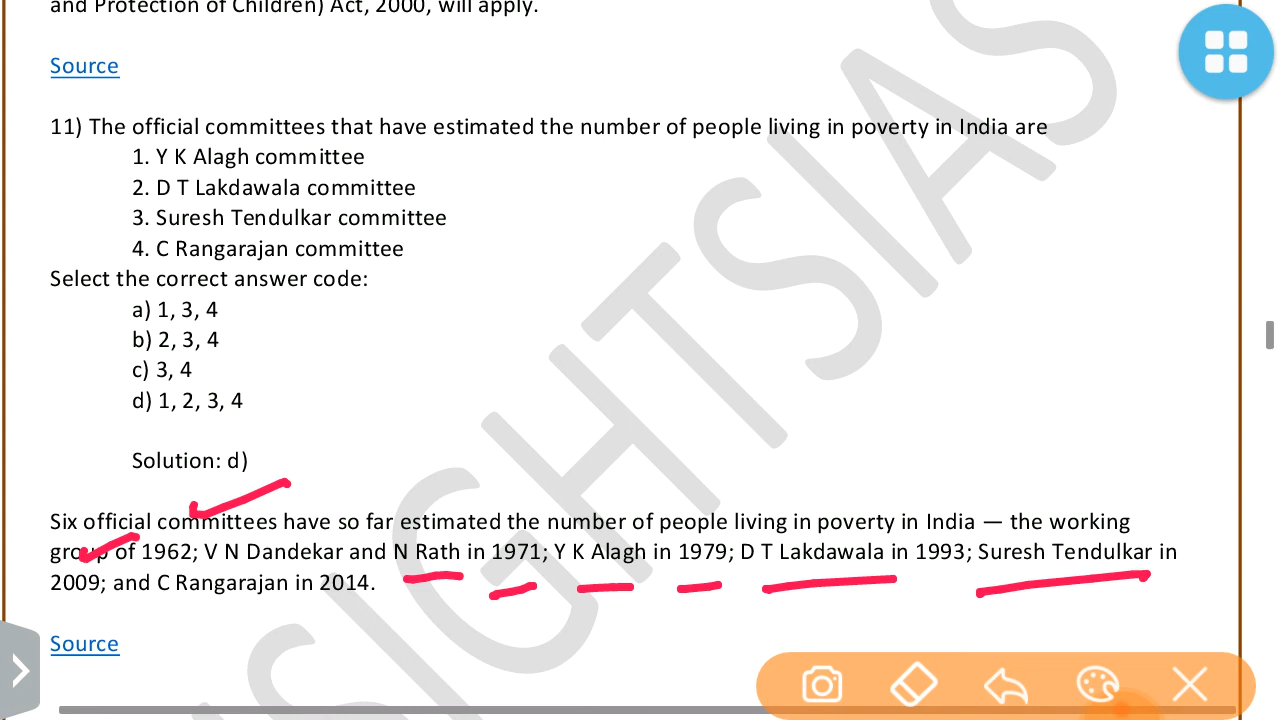 and Protection of Children) Act, 2000, will apply.
Source
11) The official committees that have estimated the number of people living in poverty in India are
1. Y K Alagh committee
2. D T Lakdawala committee
3. Suresh Tendulkar committee
4. C Rangarajan committee
Select the correct answer code:
a) 1, 3, 4
b) 2, 3, 4
c) 3, 4
d) 1, 2, 3, 4
Solution: d)
Six official committees have so far estimated the number of people living in poverty in India — the working
group of 1962; V N Dandekar and N Rath in 1971; Y K Alagh in 1979; D T Lakdawala in 1993; Suresh Tendulkar in
2009; and C Rangarajan in 2014.
Source
INSIGHTSIAS